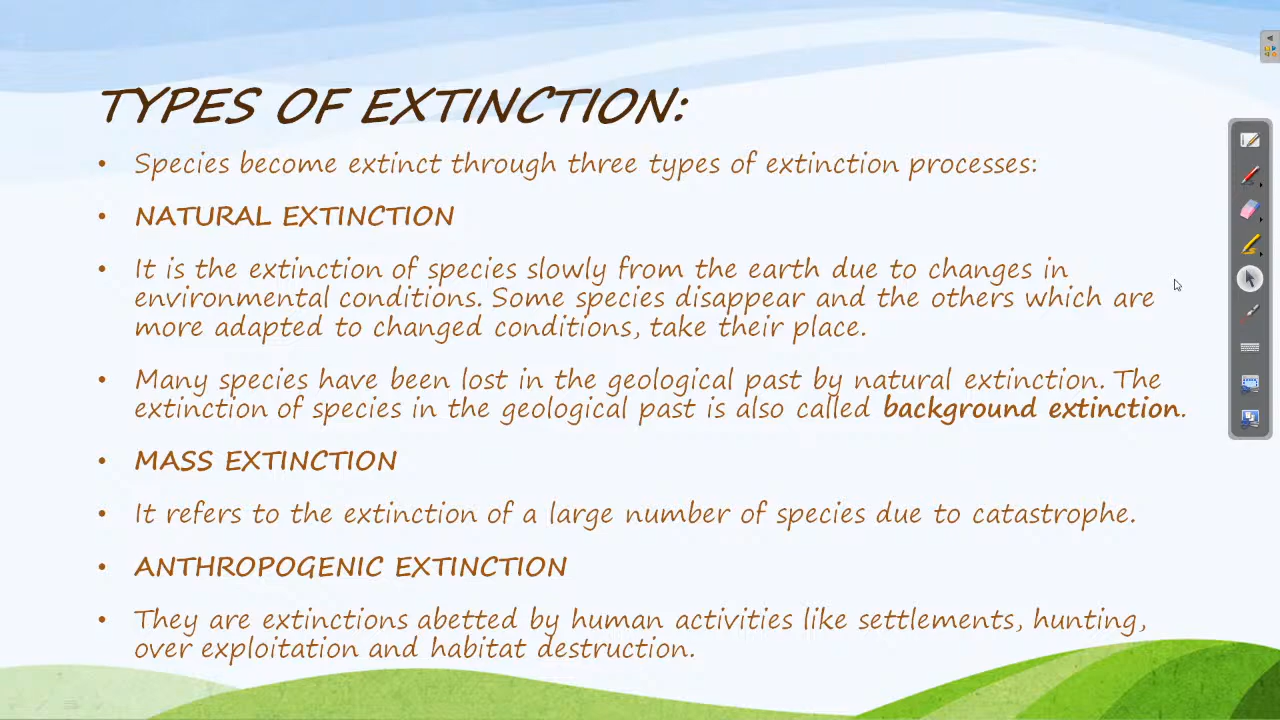 TYPES OF EXTINCTION:
• Species become extinct through three types of extinction processes:
• NATURAL EXTINCTION
• It is the extinction of species slowly from the earth due to changes in
environmental conditions. Some species disappear and the others which are
more adapted to changed conditions, take their place.
• Many species have been lost in the geological past by natural extinction. The
extinction of species in the geological past is also called background extinction.
• MASS EXTINCTION
• It refers to the extinction of a large number of species due to catastrophe.
• ANTHROPOGENIC EXTINCTION
• They are extinctions abetted by human activities like settlements, hunting,
over exploitation and habitat destruction.